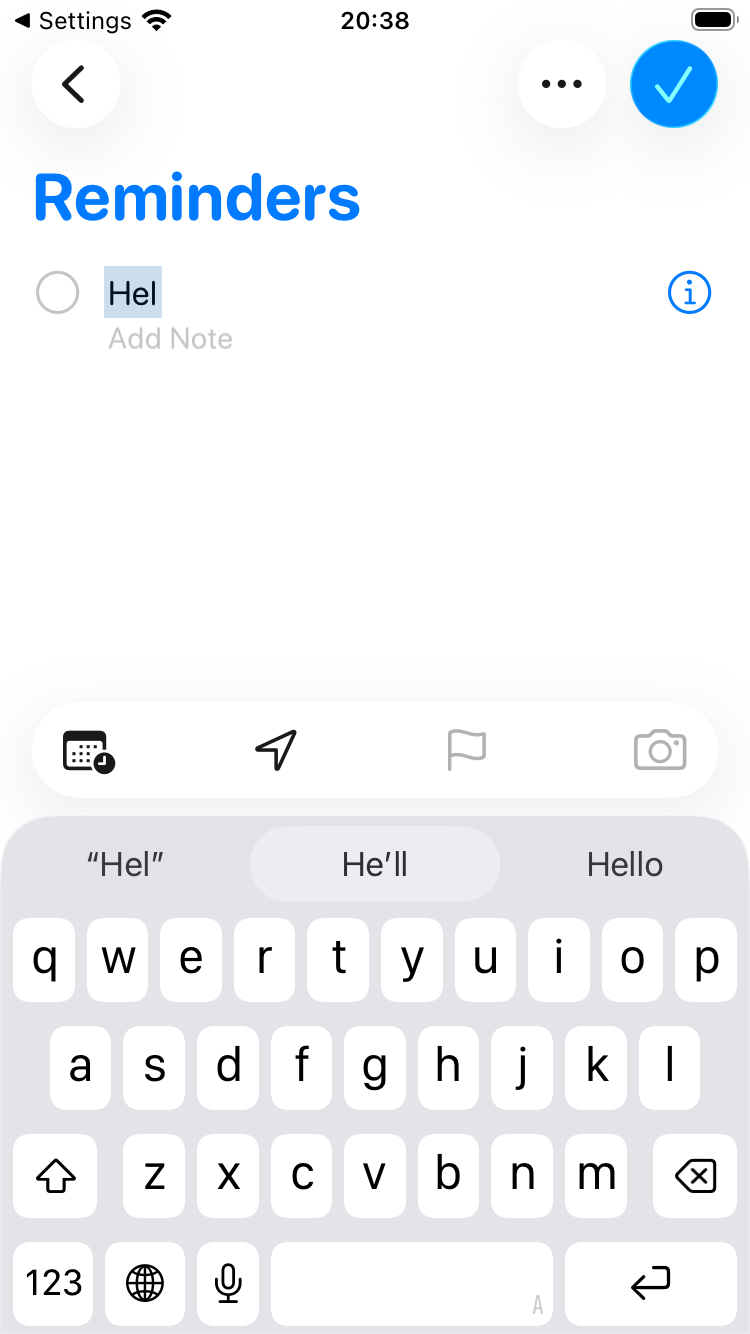 ◀ Settings 20:38
Reminders
Hel
Add Note
“Hel” He’ll Hello
q w e r t y u i o p
a s d f g h j k l
z x c v b n m
123 A